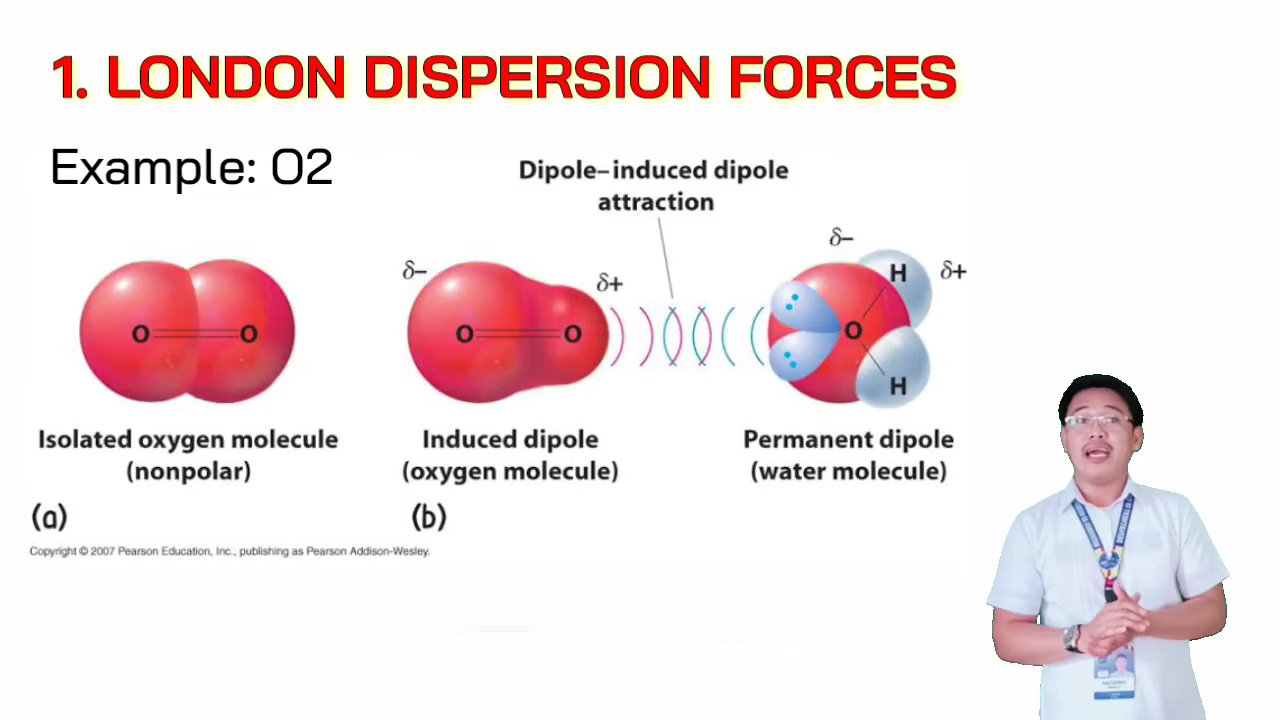 1. LONDON DISPERSION FORCES
Example: O2
Dipole–induced dipole
attraction
δ–
δ+
δ–
δ+
H
O
O
O
O
O
H
Isolated oxygen molecule
(nonpolar)
Induced dipole
(oxygen molecule)
Permanent dipole
(water molecule)
(a)
(b)
Copyright © 2007 Pearson Education, Inc., publishing as Pearson Addison-Wesley.